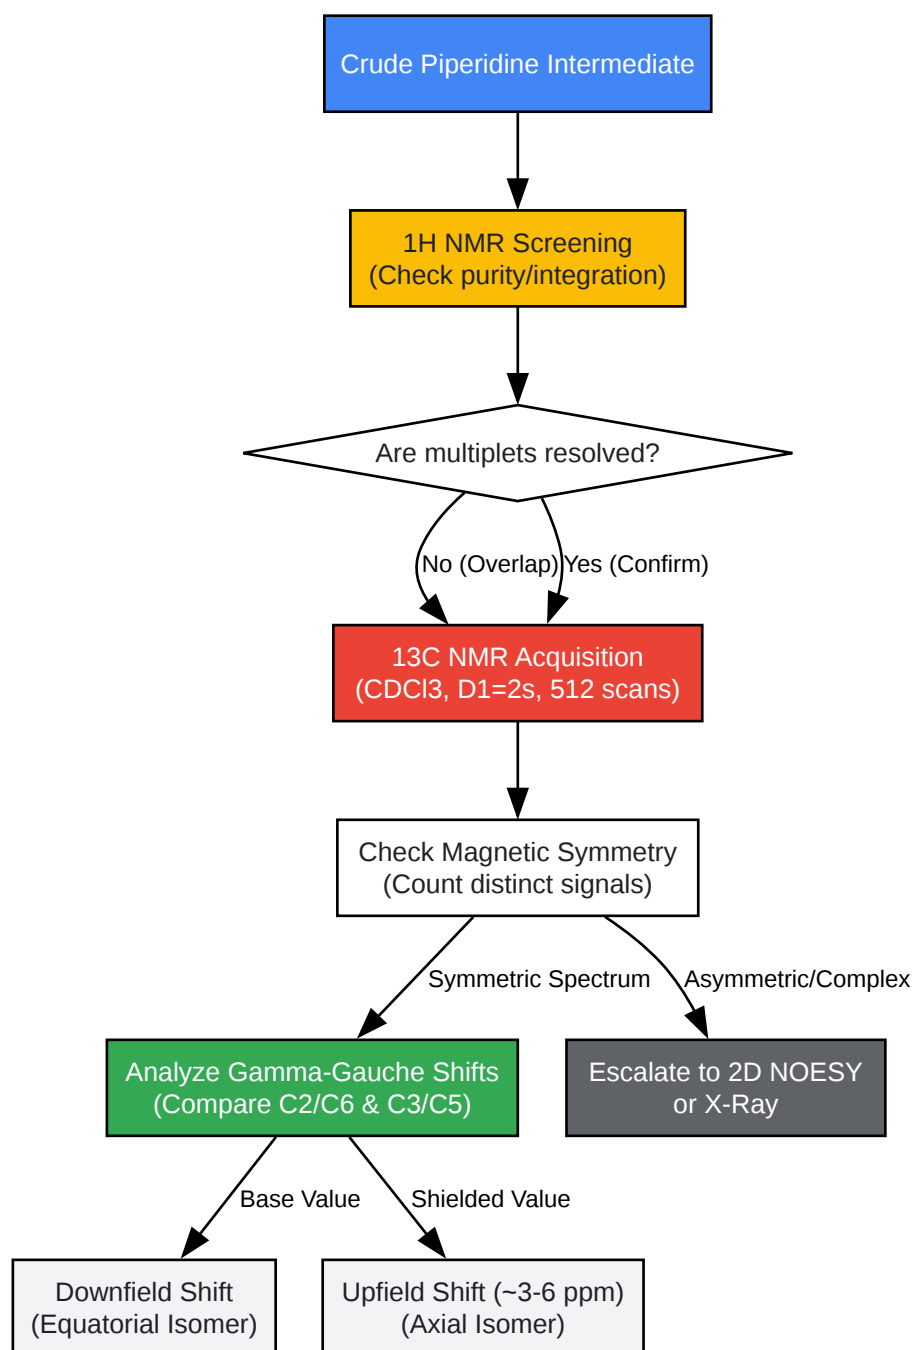 Crude Piperidine Intermediate
1H NMR Screening
(Check purity/integration)
Are multiplets resolved?
No (Overlap)
Yes (Confirm)
13C NMR Acquisition
(CDCl3, D1=2s, 512 scans)
Check Magnetic Symmetry
(Count distinct signals)
Symmetric Spectrum
Asymmetric/Complex
Analyze Gamma-Gauche Shifts
(Compare C2/C6 & C3/C5)
Escalate to 2D NOESY
or X-Ray
Base Value
Shielded Value
Downfield Shift
(Equatorial Isomer)
Upfield Shift (~3-6 ppm)
(Axial Isomer)